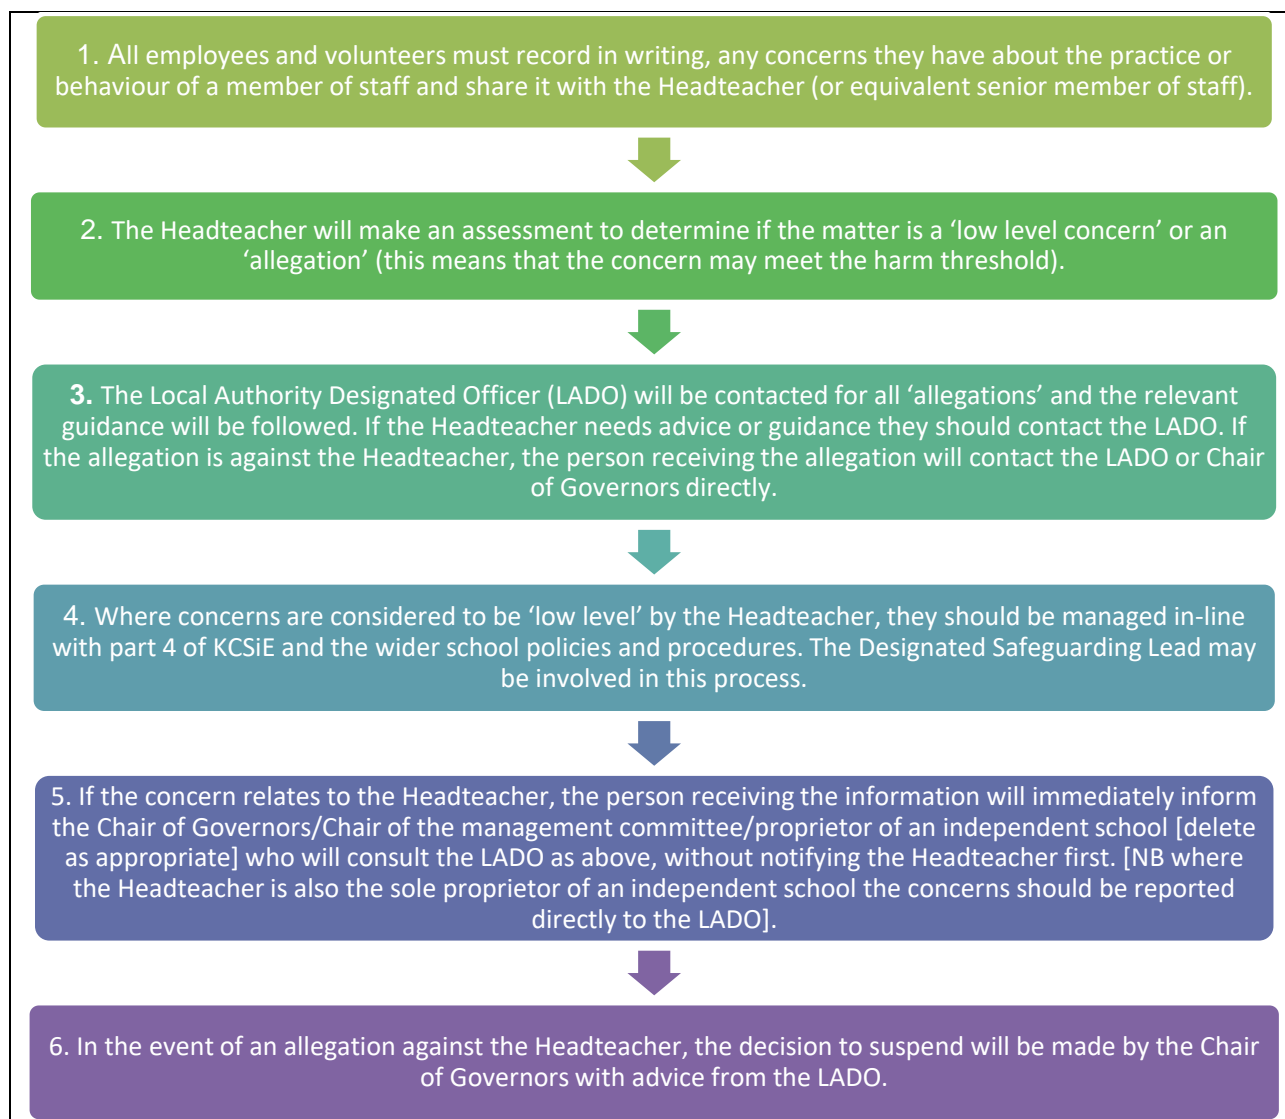 1. All employees and volunteers must record in writing, any concerns they have about the practice or
behaviour of a member of staff and share it with the Headteacher (or equivalent senior member of staff).
2. The Headteacher will make an assessment to determine if the matter is a ‘low level concern’ or an
‘allegation’ (this means that the concern may meet the harm threshold).
3. The Local Authority Designated Officer (LADO) will be contacted for all ‘allegations’ and the relevant
guidance will be followed. If the Headteacher needs advice or guidance they should contact the LADO. If
the allegation is against the Headteacher, the person receiving the allegation will contact the LADO or Chair
of Governors directly.
4. Where concerns are considered to be ‘low level’ by the Headteacher, they should be managed in-line
with part 4 of KCSiE and the wider school policies and procedures. The Designated Safeguarding Lead may
be involved in this process.
5. If the concern relates to the Headteacher, the person receiving the information will immediately inform
the Chair of Governors/Chair of the management committee/proprietor of an independent school [delete
as appropriate] who will consult the LADO as above, without notifying the Headteacher first. [NB where
the Headteacher is also the sole proprietor of an independent school the concerns should be reported
directly to the LADO].
6. In the event of an allegation against the Headteacher, the decision to suspend will be made by the Chair
of Governors with advice from the LADO.